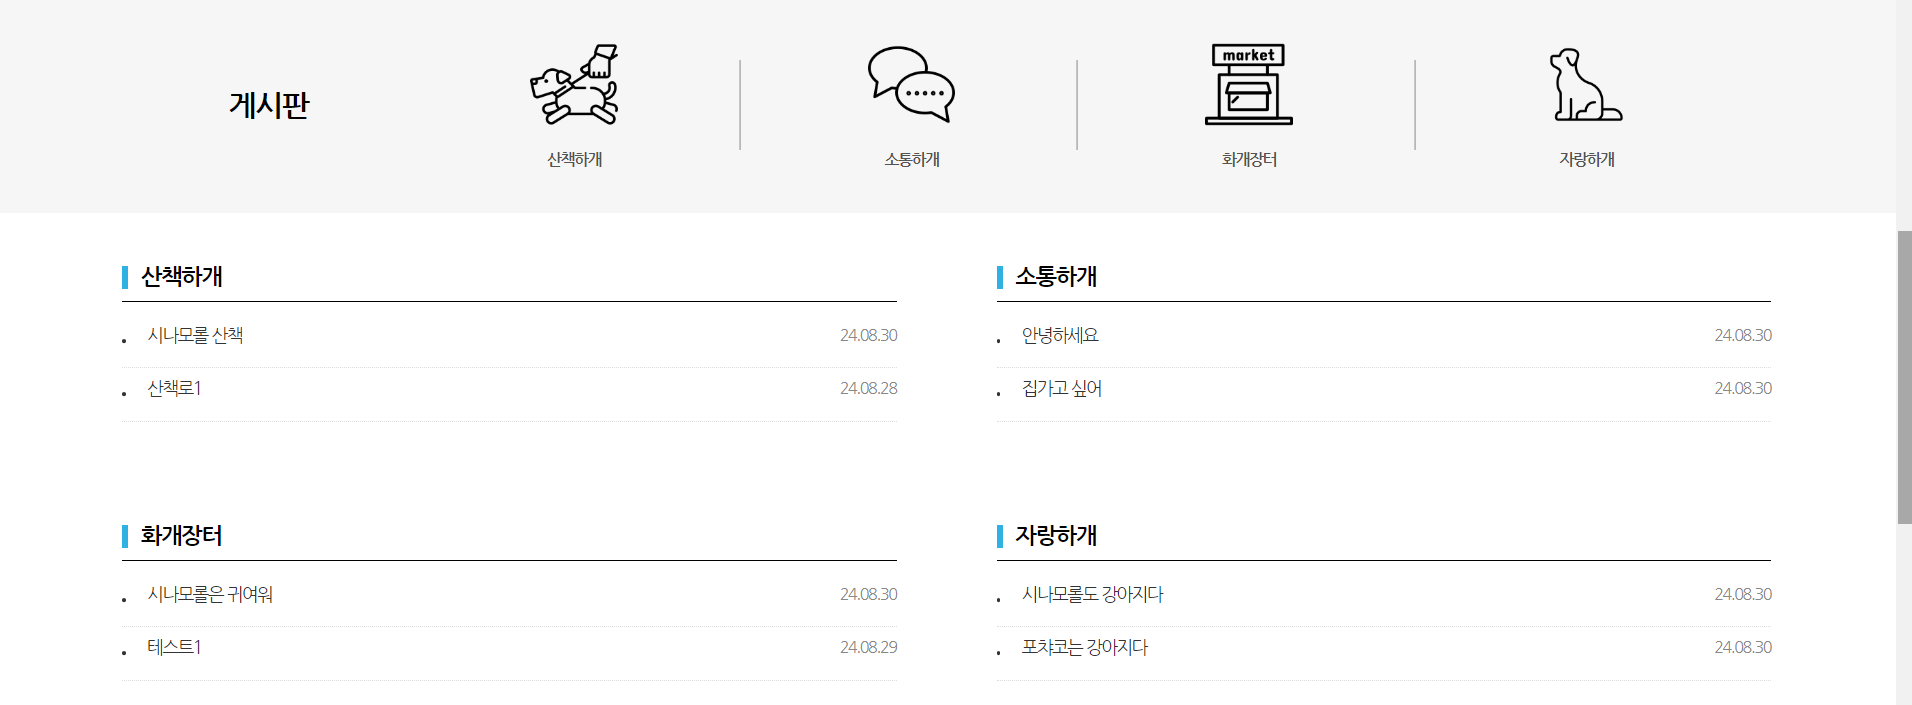 게시판
market
산책하개
소통하개
화개장터
자랑하개
산책하개
시나모롤 산책 24.08.30
산책로1 24.08.28
소통하개
안녕하세요 24.08.30
집가고 싶어 24.08.30
화개장터
시나모롤은 귀여워 24.08.30
테스트1 24.08.29
자랑하개
시나모롤도 강아지다 24.08.30
포챠코는 강아지다 24.08.30